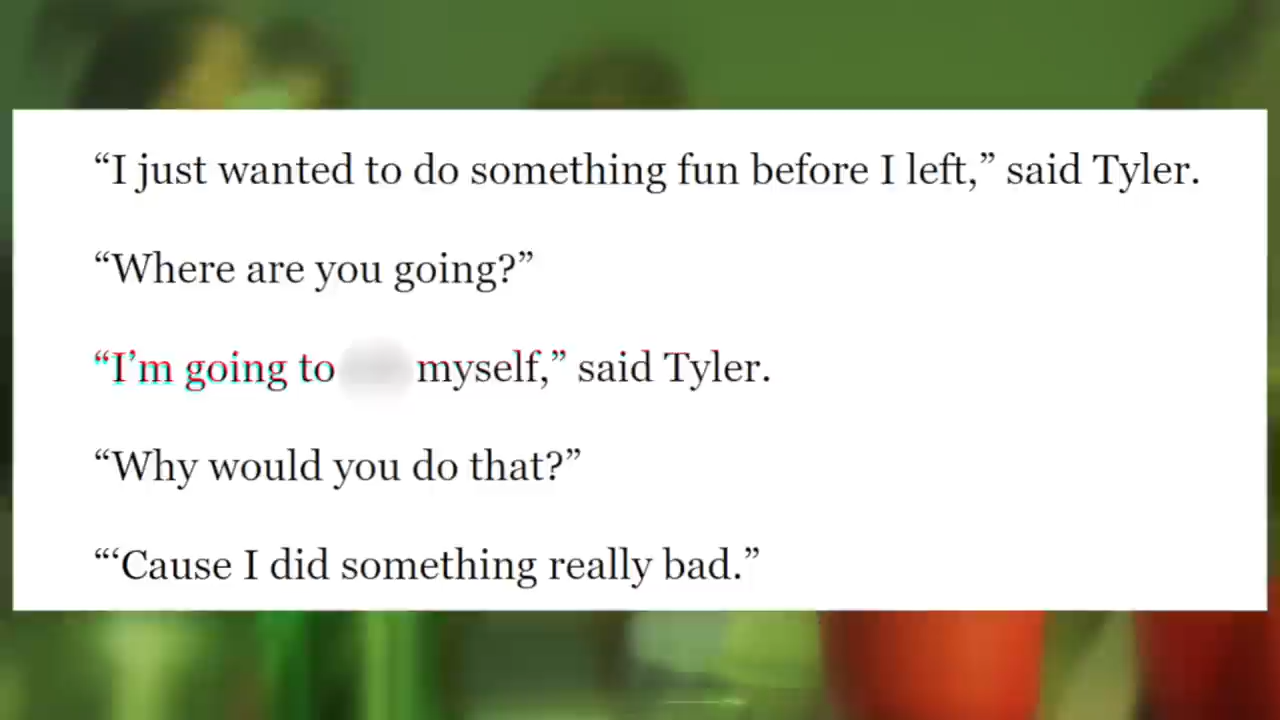 “I just wanted to do something fun before I left,” said Tyler.
“Where are you going?”
“I’m going to myself,” said Tyler.
“Why would you do that?”
“‘Cause I did something really bad.”